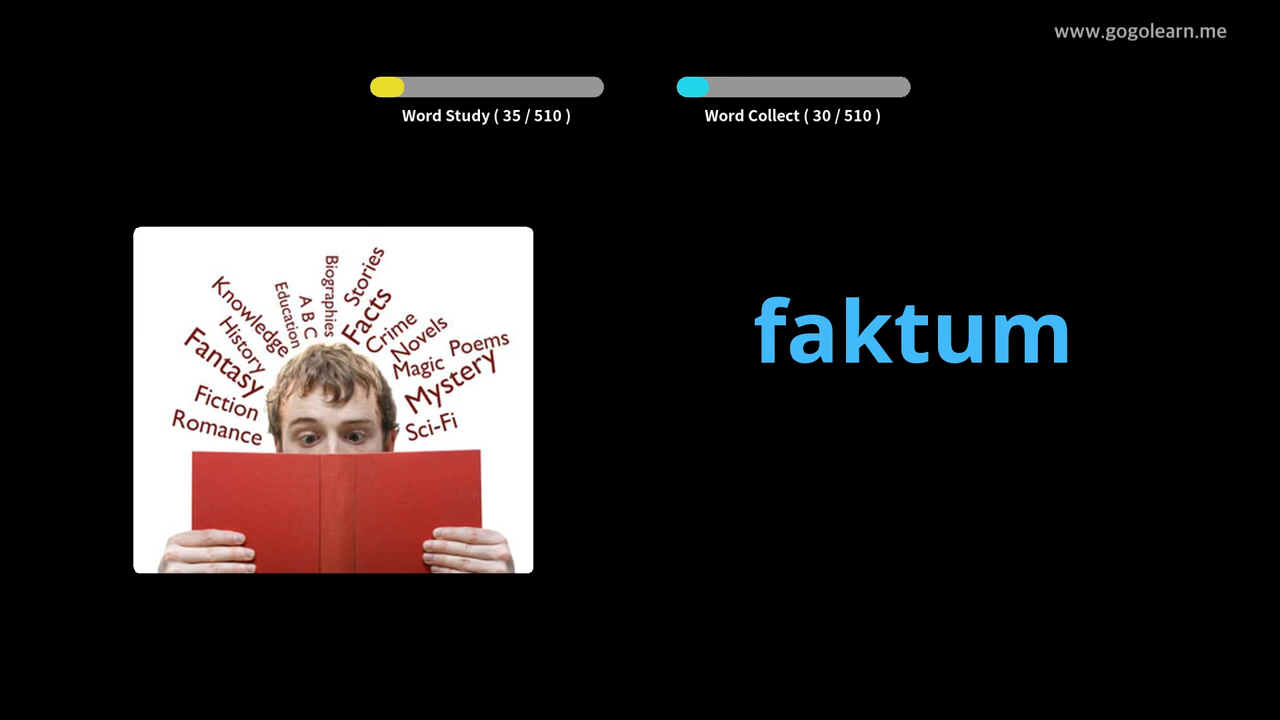 www.gogolearn.me
Word Study ( 35 / 510 )
Word Collect ( 30 / 510 )
faktum
Biographies
Stories
Education
A B C
Facts
Knowledge
History
Crime
Novels
Fantasy
Magic
Poems
Mystery
Fiction
Romance
Sci-Fi